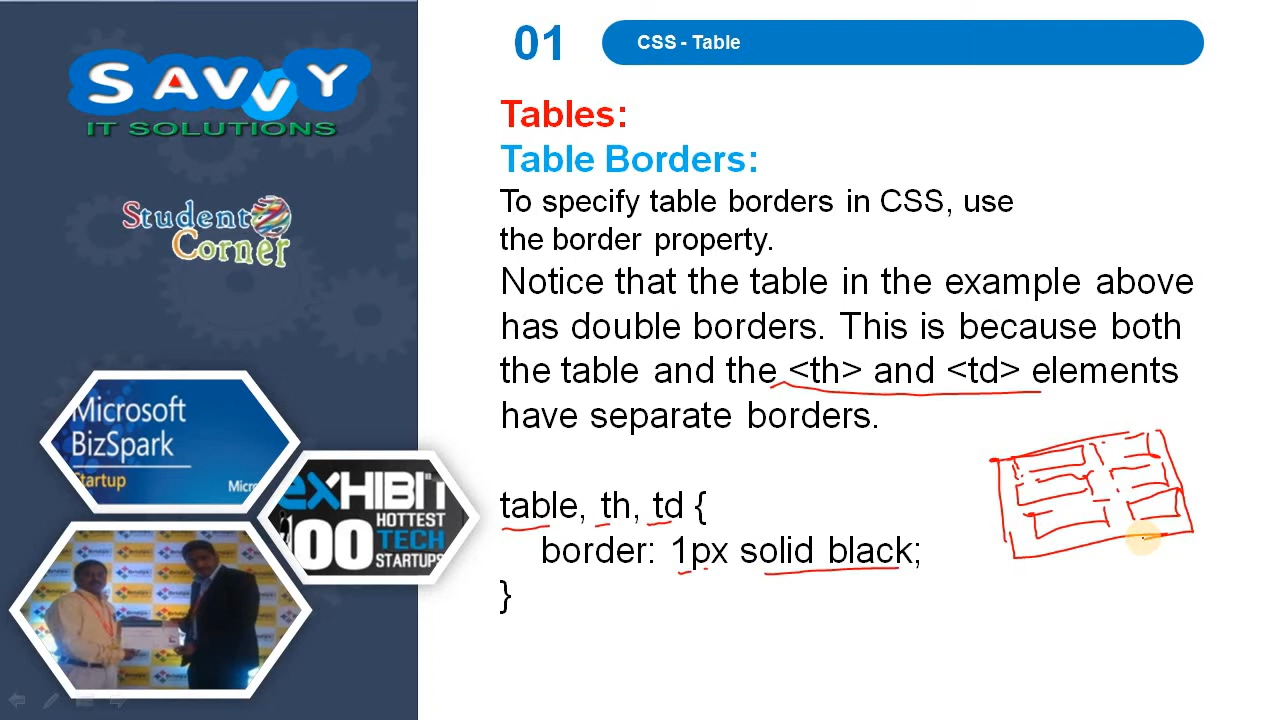 SAVVY
IT SOLUTIONS
Student
Corner
Microsoft
BizSpark
Startup
Micros
EXHIBIT
100
HOTTEST
TECH
STARTUPS
01
CSS - Table
Tables:
Table Borders:
To specify table borders in CSS, use
the border property.
Notice that the table in the example above
has double borders. This is because both
the table and the <th> and <td> elements
have separate borders.
table, th, td {
border: 1px solid black;
}